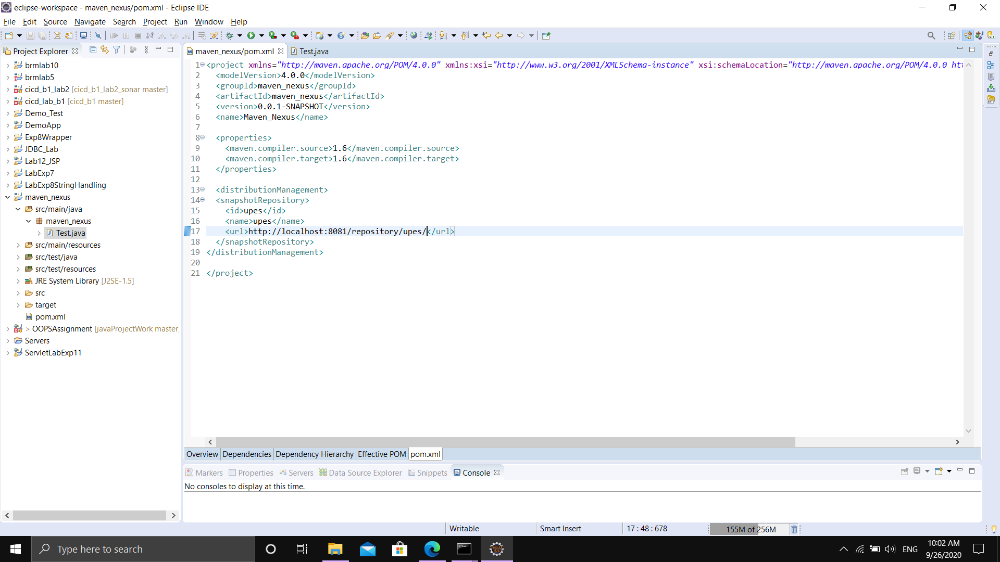 eclipse-workspace - maven_nexus/pom.xml - Eclipse IDE
File Edit Source Navigate Search Project Run Window Help
Project Explorer
brmlab10
brmlab5
cicd_b1_lab2 [cicd_b1_lab2_sonar master]
cicd_lab_b1 [cicd_b1 master]
Demo_Test
DemoApp
Exp8Wrapper
JDBC_Lab
Lab12_JSP
LabExp7
LabExp8StringHandling
maven_nexus
src/main/java
maven_nexus
Test.java
src/main/resources
src/test/java
src/test/resources
JRE System Library [J2SE-1.5]
src
target
pom.xml
> OOPSAssignment [javaProjectWork master]
Servers
ServletLabExp11
maven_nexus/pom.xml Test.java
1 <project xmlns="http://maven.apache.org/POM/4.0.0" xmlns:xsi="http://www.w3.org/2001/XMLSchema-instance" xsi:schemaLocation="http://maven.apache.org/POM/4.0.0 htt
2 <modelVersion>4.0.0</modelVersion>
3 <groupId>maven_nexus</groupId>
4 <artifactId>maven_nexus</artifactId>
5 <version>0.0.1-SNAPSHOT</version>
6 <name>Maven_Nexus</name>
7
8 <properties>
9 <maven.compiler.source>1.6</maven.compiler.source>
10 <maven.compiler.target>1.6</maven.compiler.target>
11 </properties>
12
13 <distributionManagement>
14 <snapshotRepository>
15 <id>upes</id>
16 <name>upes</name>
17 <url>http://localhost:8081/repository/upes/</url>
18 </snapshotRepository>
19 </distributionManagement>
20
21 </project>
Overview Dependencies Dependency Hierarchy Effective POM pom.xml
Markers Properties Servers Data Source Explorer Snippets Console
No consoles to display at this time.
Writable Smart Insert 17 : 48 : 678 155M of 256M
Type here to search
ENG
10:02 AM
9/26/2020